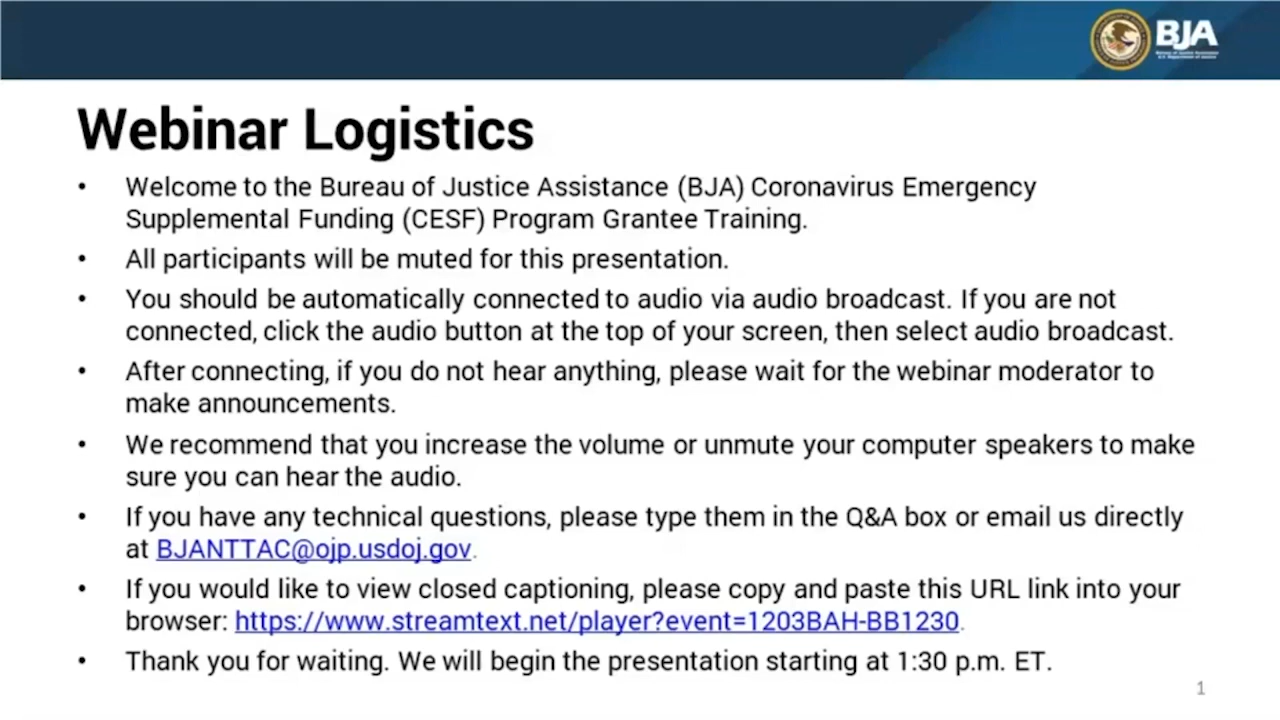 BJA
Bureau of Justice Assistance
U.S. Department of Justice
Webinar Logistics
• Welcome to the Bureau of Justice Assistance (BJA) Coronavirus Emergency
Supplemental Funding (CESF) Program Grantee Training.
• All participants will be muted for this presentation.
• You should be automatically connected to audio via audio broadcast. If you are not
connected, click the audio button at the top of your screen, then select audio broadcast.
• After connecting, if you do not hear anything, please wait for the webinar moderator to
make announcements.
• We recommend that you increase the volume or unmute your computer speakers to make
sure you can hear the audio.
• If you have any technical questions, please type them in the Q&A box or email us directly
at BJANTTAC@ojp.usdoj.gov.
• If you would like to view closed captioning, please copy and paste this URL link into your
browser: https://www.streamtext.net/player?event=1203BAH-BB1230.
• Thank you for waiting. We will begin the presentation starting at 1:30 p.m. ET.
1